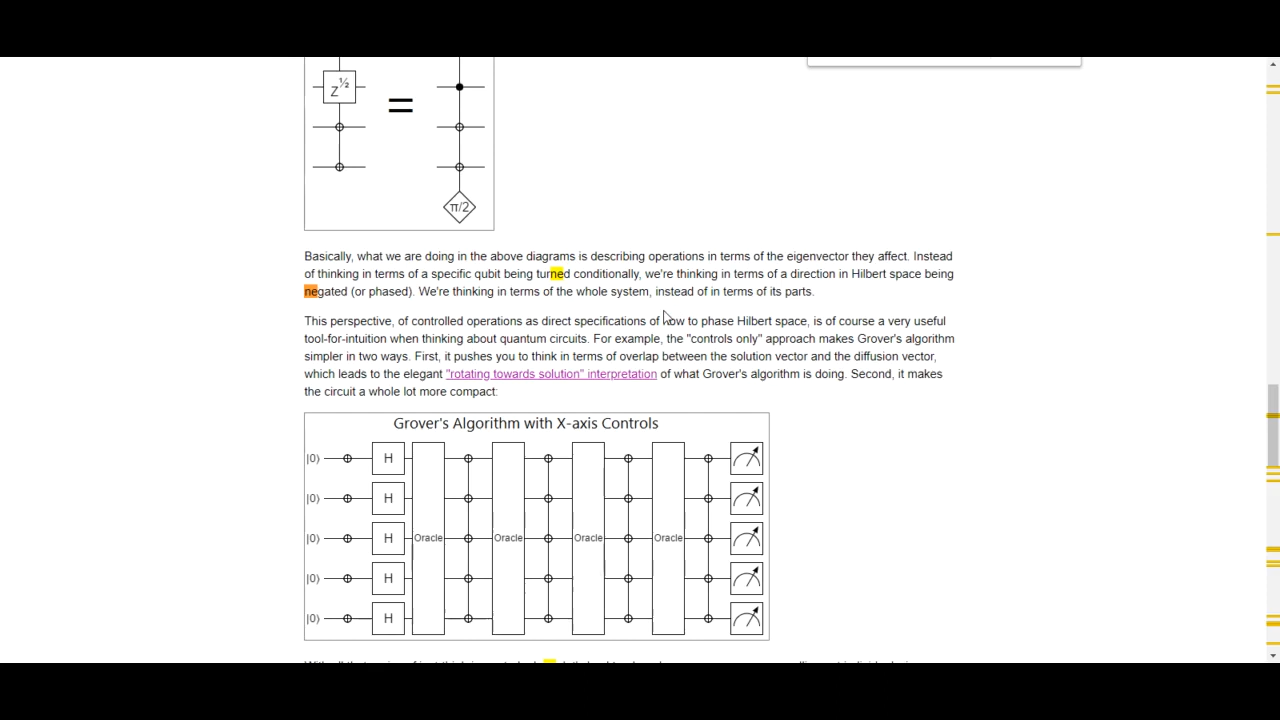 Z½
=
π/2
Basically, what we are doing in the above diagrams is describing operations in terms of the eigenvector they affect. Instead
of thinking in terms of a specific qubit being turned conditionally, we're thinking in terms of a direction in Hilbert space being
negated (or phased). We're thinking in terms of the whole system, instead of in terms of its parts.
This perspective, of controlled operations as direct specifications of how to phase Hilbert space, is of course a very useful
tool-for-intuition when thinking about quantum circuits. For example, the "controls only" approach makes Grover's algorithm
simpler in two ways. First, it pushes you to think in terms of overlap between the solution vector and the diffusion vector,
which leads to the elegant "rotating towards solution" interpretation of what Grover's algorithm is doing. Second, it makes
the circuit a whole lot more compact:
Grover's Algorithm with X-axis Controls
|0⟩ H
|0⟩ H
|0⟩ H Oracle Oracle Oracle Oracle
|0⟩ H
|0⟩ H